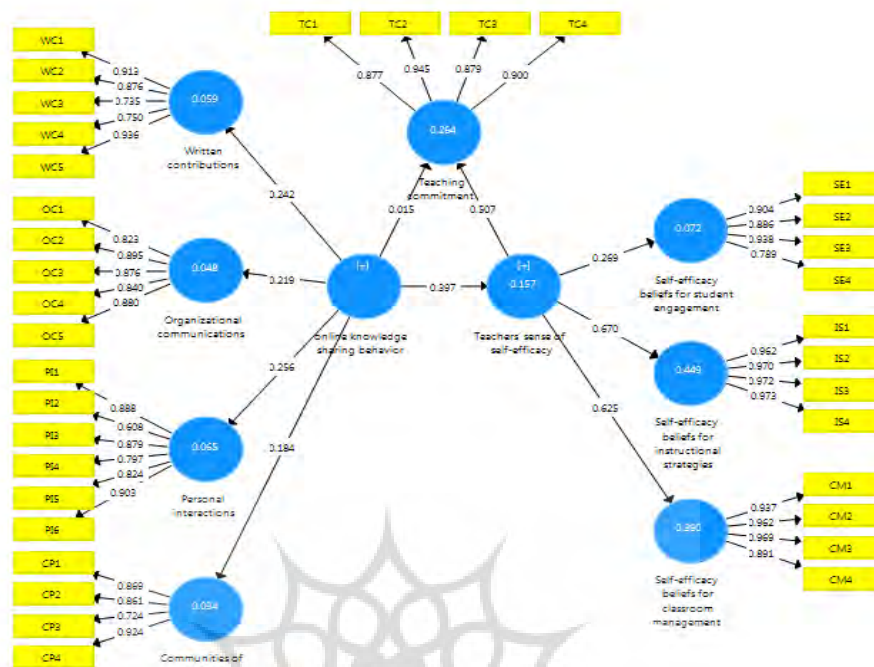 TC1
TC2
TC3
TC4
0.877
0.945
0.879
0.900
0.264
Teaching
commitment
WC1
WC2
WC3
WC4
WC5
0.913
0.876
0.735
0.750
0.936
0.059
Written
contributions
0.242
0.015
0.507
OC1
OC2
OC3
OC4
OC5
0.823
0.895
0.876
0.840
0.880
0.048
Organizational
communications
0.219
[+]
online knowledge
sharing behavior
0.397
[+]
0.157
Teachers sense of
self-efficacy
0.256
0.184
PI1
PI2
PI3
PI4
PI5
PI6
0.888
0.608
0.879
0.797
0.824
0.903
0.065
Personal
interactions
CP1
CP2
CP3
CP4
0.869
0.861
0.724
0.924
0.034
Communities of
0.269
0.670
0.625
0.072
Self-efficacy
beliefs for student
engagement
0.904
0.886
0.938
0.789
SE1
SE2
SE3
SE4
0.449
Self-efficacy
beliefs for
instructional
strategies
0.962
0.970
0.972
0.973
IS1
IS2
IS3
IS4
0.390
Self-efficacy
beliefs for
classroom
management
0.937
0.962
0.969
0.891
CM1
CM2
CM3
CM4